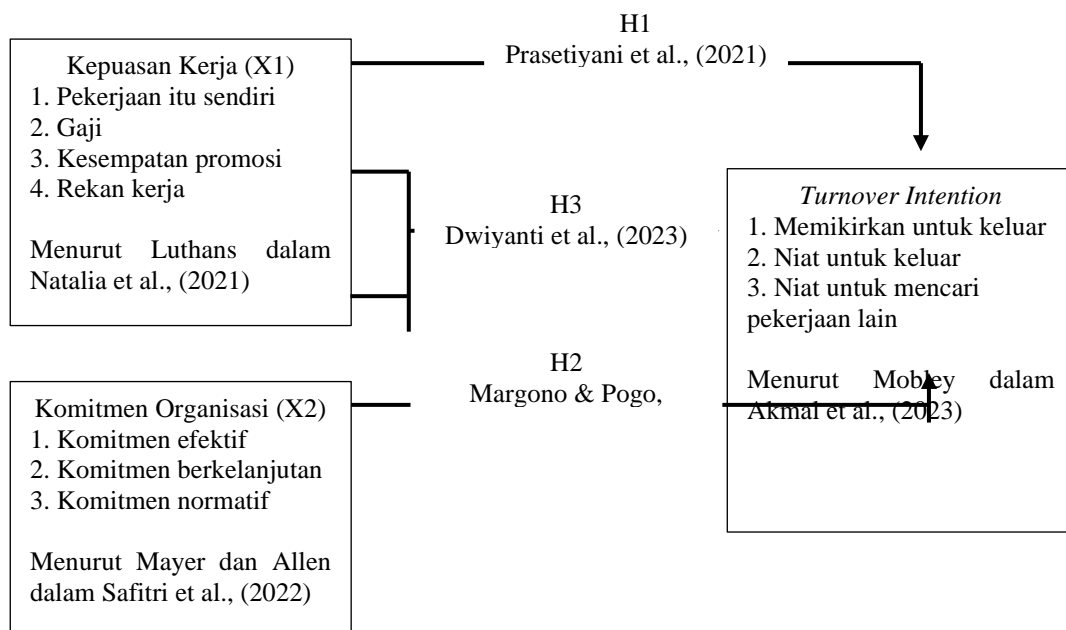 H1
Prasetiyani et al., (2021)
Kepuasan Kerja (X1)
1. Pekerjaan itu sendiri
2. Gaji
3. Kesempatan promosi
4. Rekan kerja
Menurut Luthans dalam
Natalia et al., (2021)
H3
Dwiyanti et al., (2023)
Turnover Intention
1. Memikirkan untuk keluar
2. Niat untuk keluar
3. Niat untuk mencari
pekerjaan lain
Menurut Mobley dalam
Akmal et al., (2023)
H2
Margono & Pogo,
Komitmen Organisasi (X2)
1. Komitmen efektif
2. Komitmen berkelanjutan
3. Komitmen normatif
Menurut Mayer dan Allen
dalam Safitri et al., (2022)